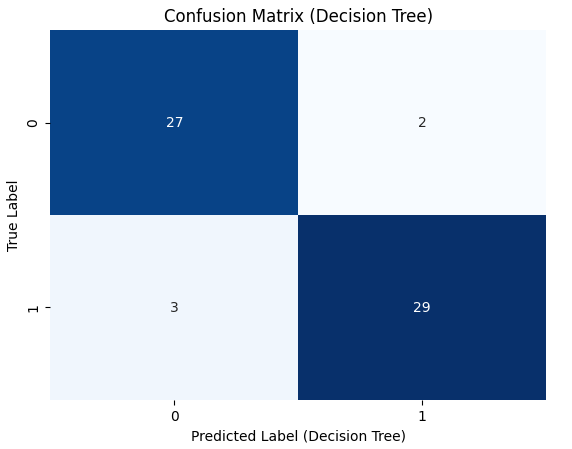 Confusion Matrix (Decision Tree)
True Label
0
27
2
1
3
29
0
1
Predicted Label (Decision Tree)